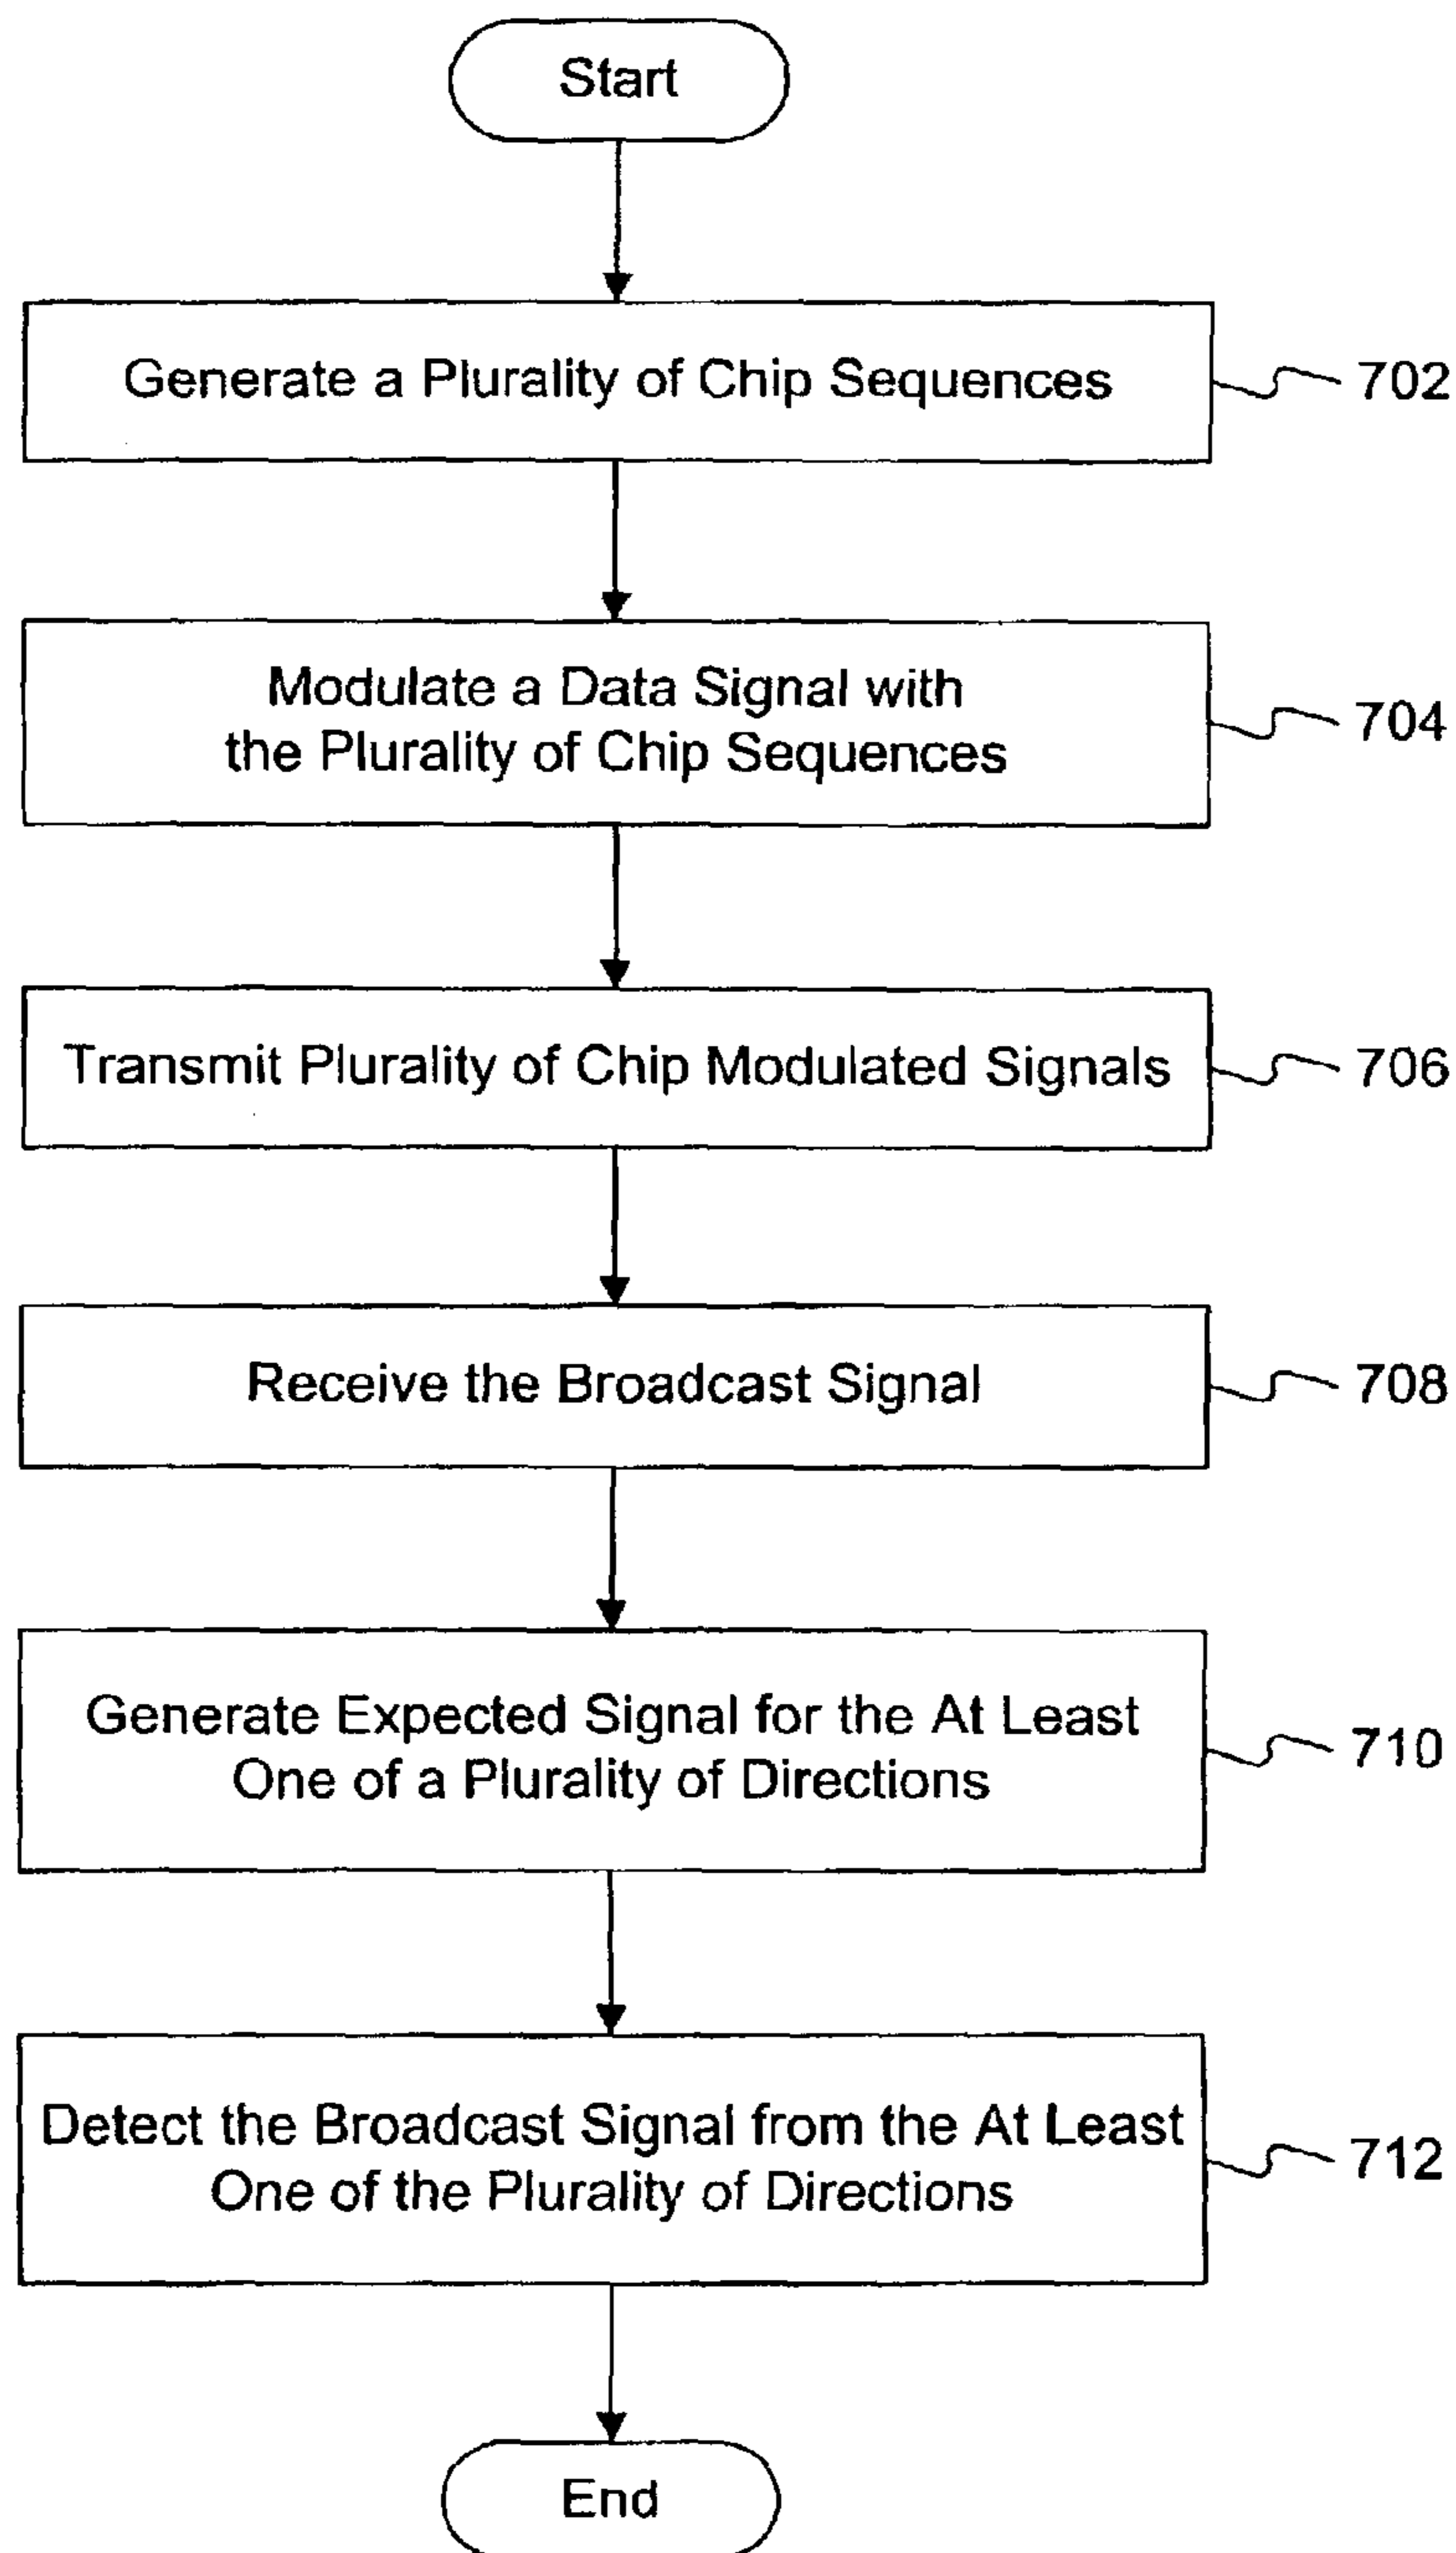 Start
Generate a Plurality of Chip Sequences
702
Modulate a Data Signal with
the Plurality of Chip Sequences
704
Transmit Plurality of Chip Modulated Signals
706
Receive the Broadcast Signal
708
Generate Expected Signal for the At Least
One of a Plurality of Directions
710
Detect the Broadcast Signal from the At Least
One of the Plurality of Directions
712
End